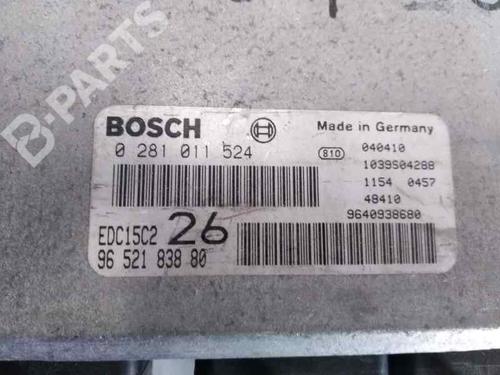 B-PARTS
BOSCH
Made in Germany
0 281 011 524
810
040410
1039S04288
1154 0457
48410
9640938680
EDC15C2
26
96 521 838 80